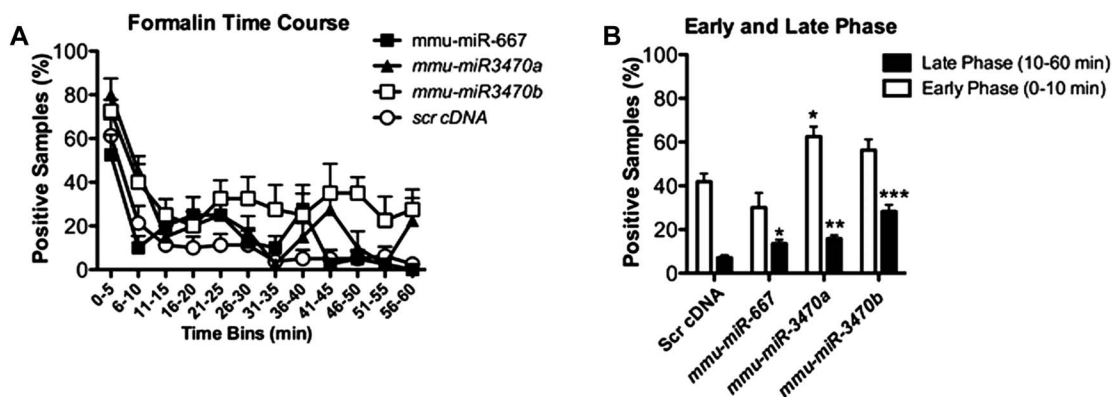 A
Formalin Time Course
mmu-miR-667
mmu-miR3470a
mmu-miR3470b
scr cDNA
Positive Samples (%)
100
80
60
40
20
0
0-5
6-10
11-15
16-20
21-25
26-30
31-35
36-40
41-45
46-50
51-55
56-60
Time Bins (min)
B
Early and Late Phase
Late Phase (10-60 min)
Early Phase (0-10 min)
Positive Samples (%)
100
80
60
40
20
0
*
*
**
***
Scr cDNA
mmu-miR-667
mmu-miR-3470a
mmu-miR-3470b